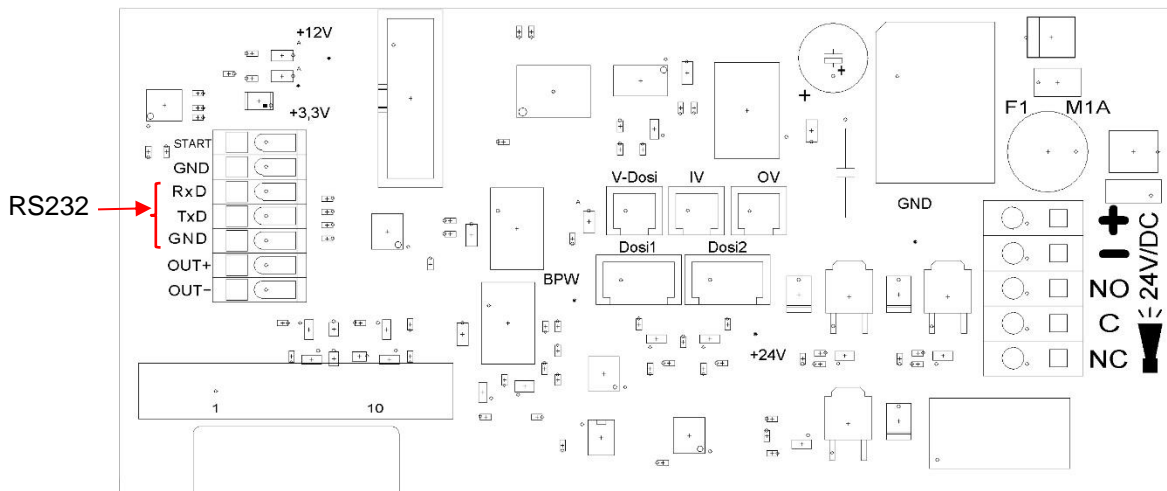 +12V
A
A
+3,3V
START
GND
RxD
TxD
GND
OUT+
OUT−
RS232
1
10
V-Dosi
IV
OV
A
Dosi1
Dosi2
BPW
+24V
+
+
GND
F1
M1A
+
−
NO
C
NC
24V/DC